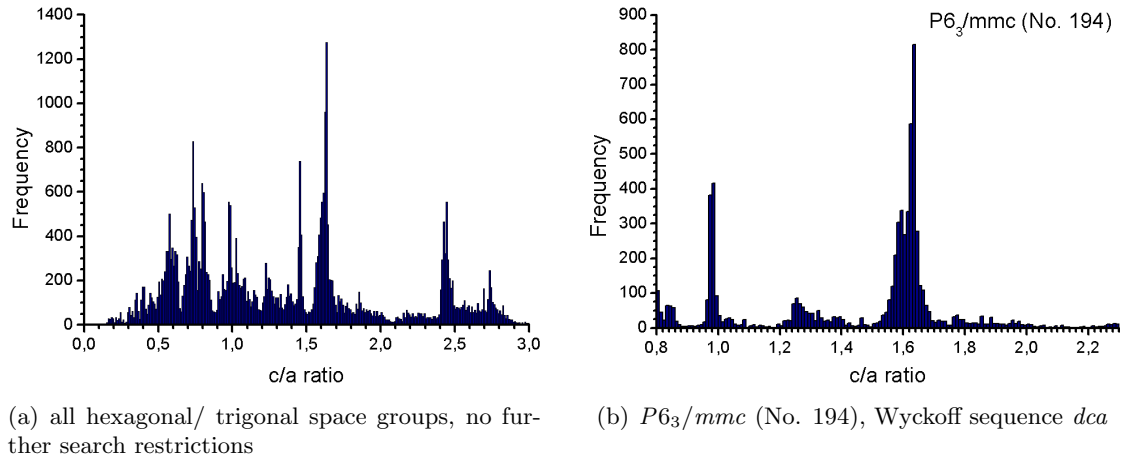 1400
1200
1000
800
600
400
200
0
Frequency
0,0 0,5 1,0 1,5 2,0 2,5 3,0
c/a ratio
(a) all hexagonal/ trigonal space groups, no fur-
ther search restrictions
P6₃/mmc (No. 194)
900
800
700
600
500
400
300
200
100
0
Frequency
0,8 1,0 1,2 1,4 1,6 1,8 2,0 2,2
c/a ratio
(b) P6₃/mmc (No. 194), Wyckoff sequence dca